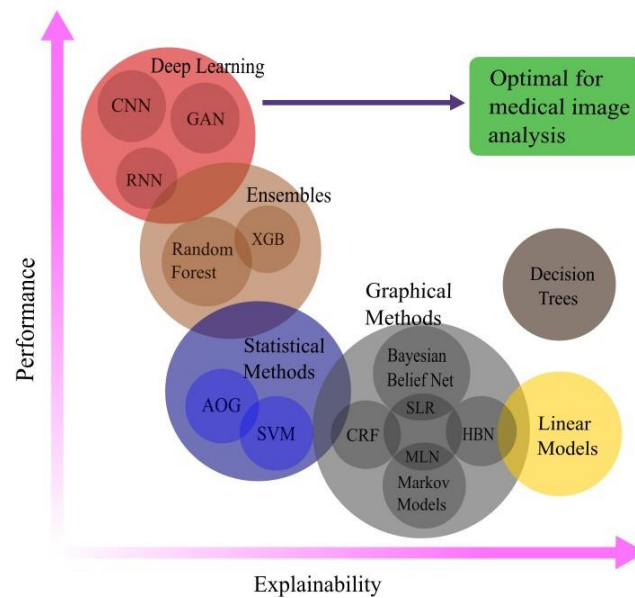 Performance
Deep Learning
CNN
GAN
RNN
Optimal for
medical image
analysis
Ensembles
XGB
Random
Forest
Decision
Trees
Graphical
Methods
Statistical
Methods
AOG
SVM
Bayesian
Belief Net
SLR
CRF
HBN
MLN
Markov
Models
Linear
Models
Explainability